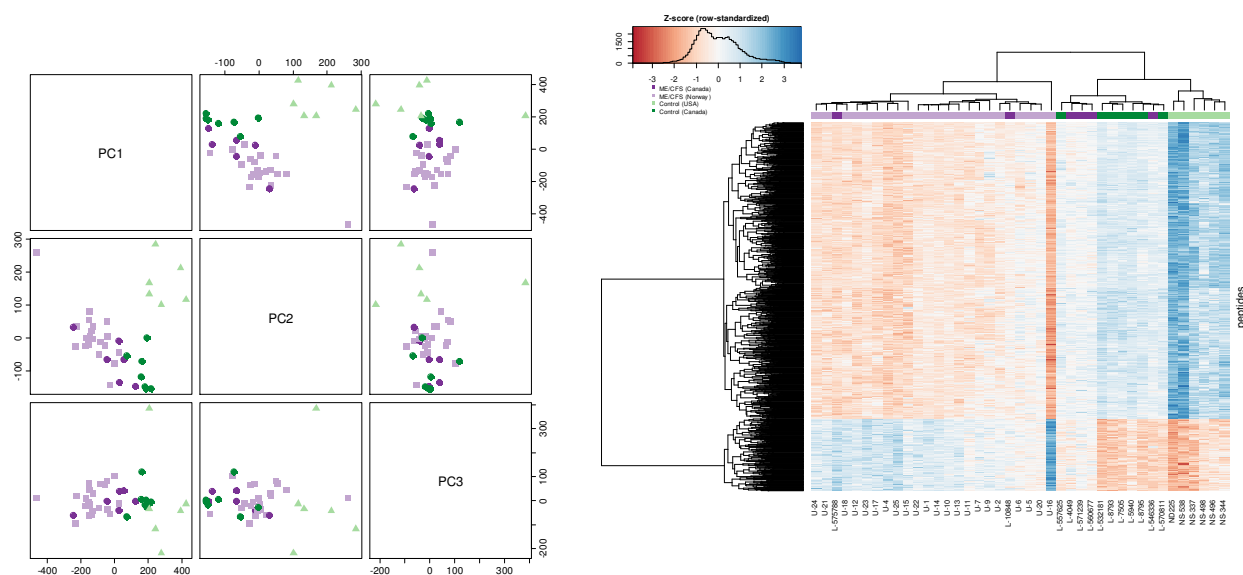 -100 0 100 300
PC1
-400 -200 0 200 400
-100 0 100 200 300
PC2
PC3
-200 0 100 300
-400 -200 0 200 400
-100 0 100 200 300
-200 0 200
Z-score (row-standardized)
0 1500
-3 -2 -1 0 1 2 3
ME/CFS (Canada)
ME/CFS (Norway)
Control (USA)
Control (Canada)
peptides
U-24
U-21
L-575788
U-18
U-12
U-23
U-17
U-4
U-25
U-15
U-22
U-1
U-14
U-10
U-13
U-11
U-7
U-9
U-2
L-10848
U-6
U-5
U-20
U-16
L-557625
L-4049
L-571239
L-560677
L-532181
L-8793
L-7505
L-5940
L-8795
L-546336
L-570811
ND225
NS-538
NS-337
NS-498
NS-496
NS-344